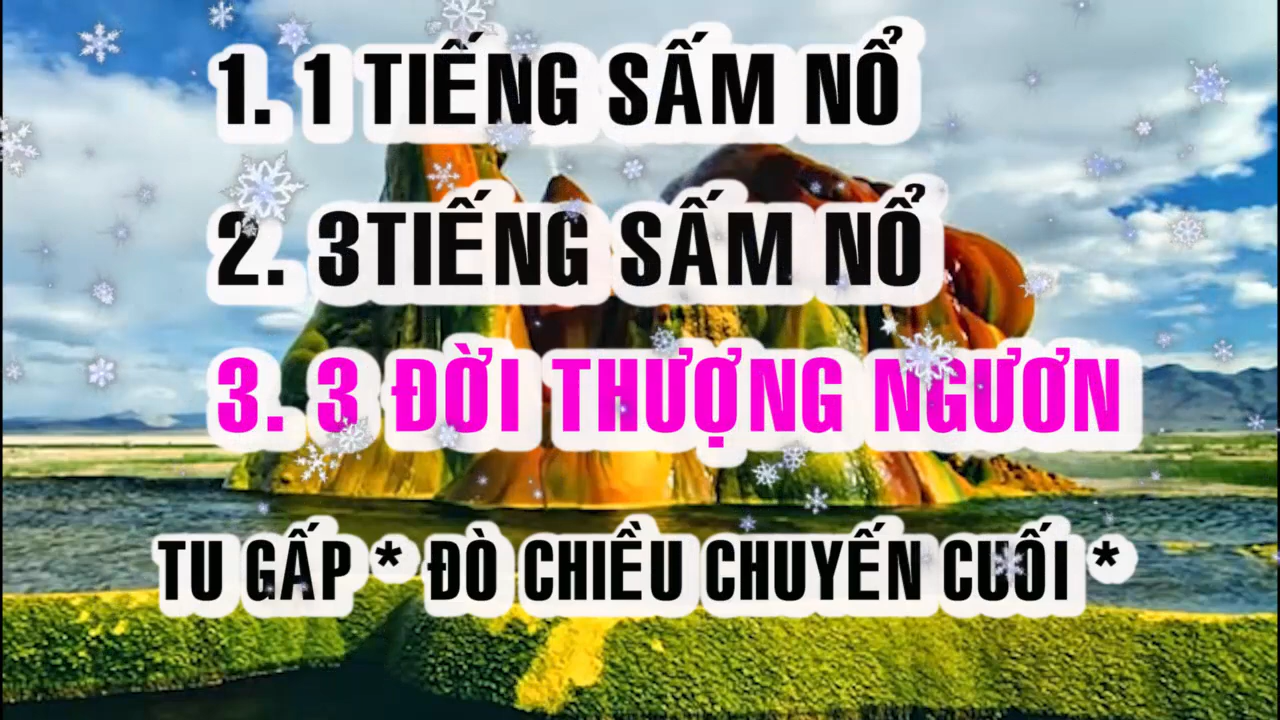 1. 1 TIẾNG SẤM NỔ
2. 3TIẾNG SẤM NỔ
3. 3 ĐỜI THƯỢNG NGƯƠN
TU GẤP * ĐÒ CHIỀU CHUYẾN CUỐI *